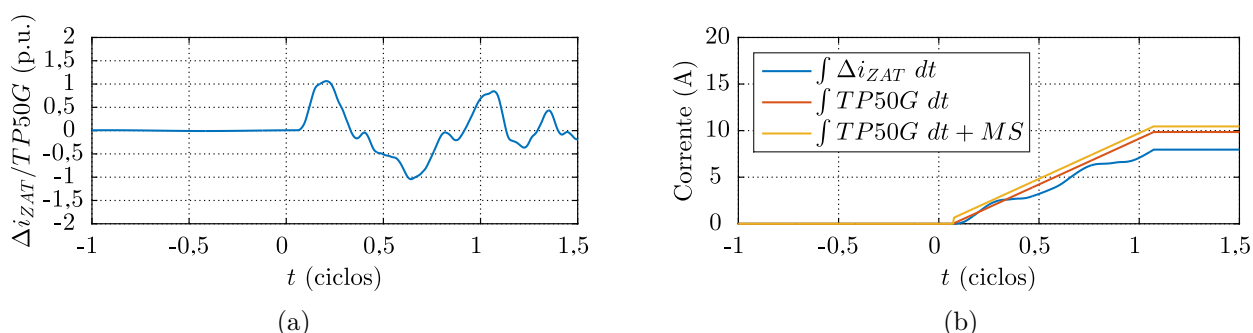 Δi_ZAT/TP50G (p.u.)
2
1,5
1
0,5
0
-0,5
-1
-1,5
-2
-1 -0,5 0 0,5 1 1,5
t (ciclos)
(a)
Corrente (A)
20
15
10
5
0
∫ Δi_ZAT dt
∫ TP50G dt
∫ TP50G dt + MS
-1 -0,5 0 0,5 1 1,5
t (ciclos)
(b)